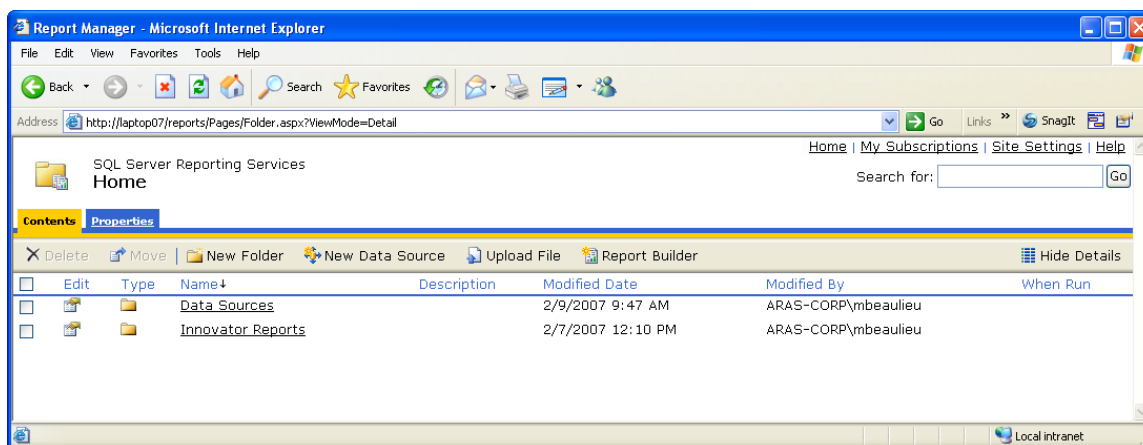 Report Manager - Microsoft Internet Explorer
File Edit View Favorites Tools Help
Back Search Favorites
Address http://laptop07/reports/Pages/Folder.aspx?ViewMode=Detail Go Links » SnagIt
Home | My Subscriptions | Site Settings | Help
SQL Server Reporting Services
Home
Search for: Go
Contents Properties
Delete Move | New Folder New Data Source Upload File Report Builder Hide Details
Edit Type Name↓ Description Modified Date Modified By When Run
Data Sources 2/9/2007 9:47 AM ARAS-CORP\mbeaulieu
Innovator Reports 2/7/2007 12:10 PM ARAS-CORP\mbeaulieu
Local intranet